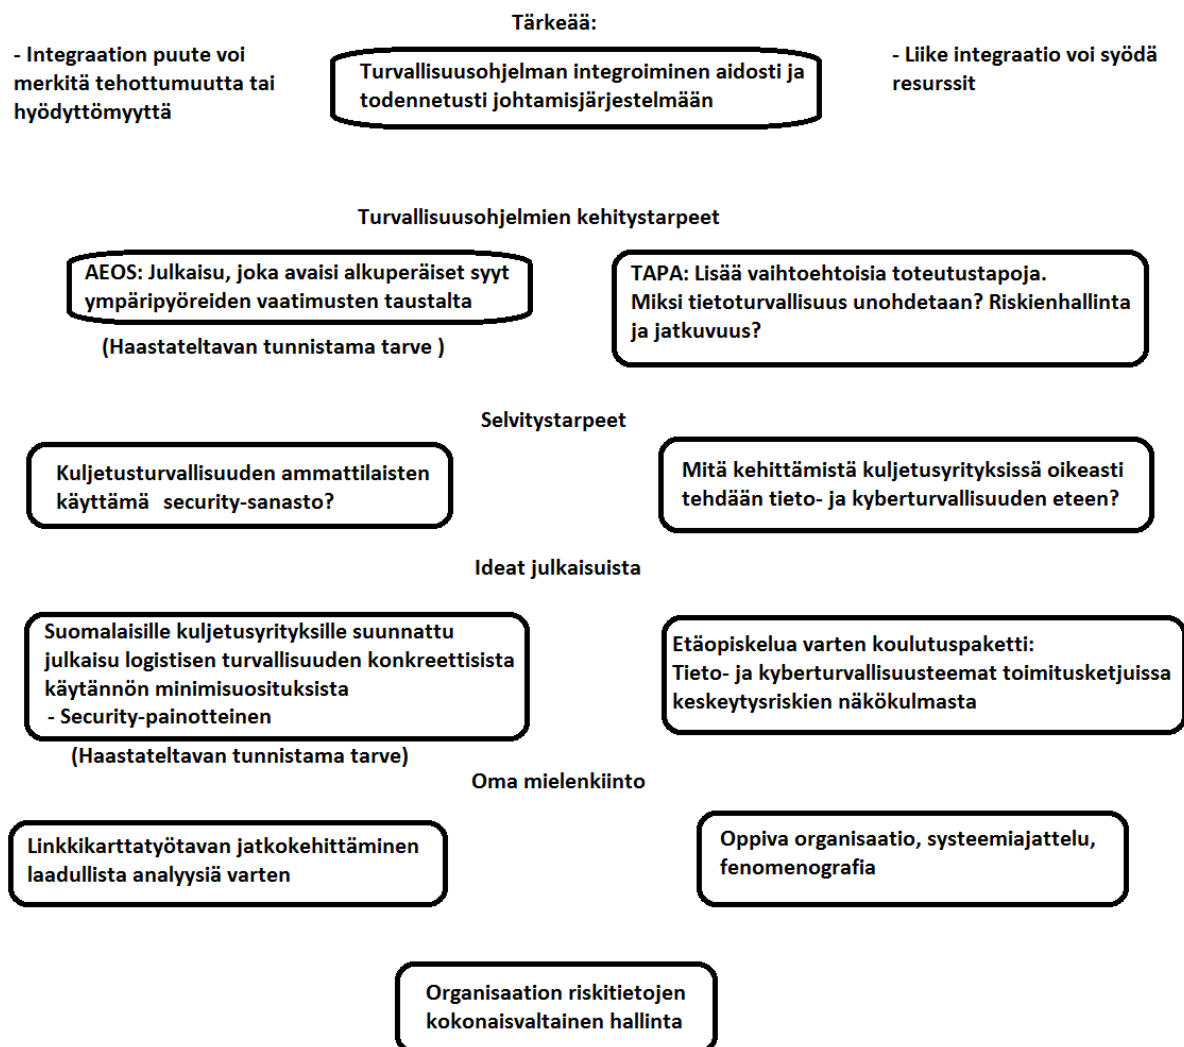 Tärkeää:
- Integraation puute voi
merkitä tehottumuutta tai
hyödyttömyyttä
Turvallisuusohjelman integroiminen aidosti ja
todennetusti johtamisjärjestelmään
- Liike integraatio voi syödä
resurssit
Turvallisuusohjelmien kehitystarpeet
AEOS: Julkaisu, joka avaisi alkuperäiset syyt
ympäripyöreiden vaatimusten taustalta
(Haastateltavan tunnistama tarve )
TAPA: Lisää vaihtoehtoisia toteutustapoja.
Miksi tietoturvallisuus unohdetaan? Riskienhallinta
ja jatkuvuus?
Selvitystarpeet
Kuljetusturvallisuuden ammattilaisten
käyttämä security-sanasto?
Mitä kehittämistä kuljetusyrityksissä oikeasti
tehdään tieto- ja kyberturvallisuuden eteen?
Ideat julkaisuista
Suomalaisille kuljetusyrityksille suunnattu
julkaisu logistisen turvallisuuden konkreettisista
käytännön minimisuosituksista
- Security-painotteinen
(Haastateltavan tunnistama tarve)
Etäopiskelua varten koulutuspaketti:
Tieto- ja kyberturvallisuusteemat toimitusketjuissa
keskeytysriskien näkökulmasta
Oma mielenkiinto
Linkkikarttatyötavan jatkokehittäminen
laadullista analyysiä varten
Oppiva organisaatio, systeemiajattelu,
fenomenografia
Organisaation riskitietojen
kokonaisvaltainen hallinta